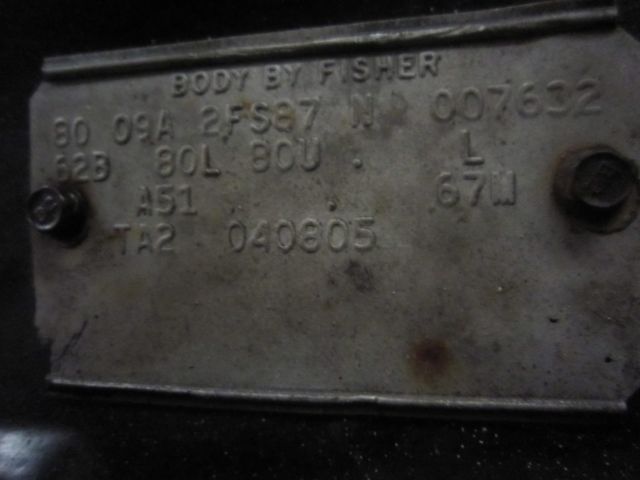 BODY BY FISHER
80 09A 2FS87 N 007632
62B 80L 80U L
A51 67W
TA2 040805